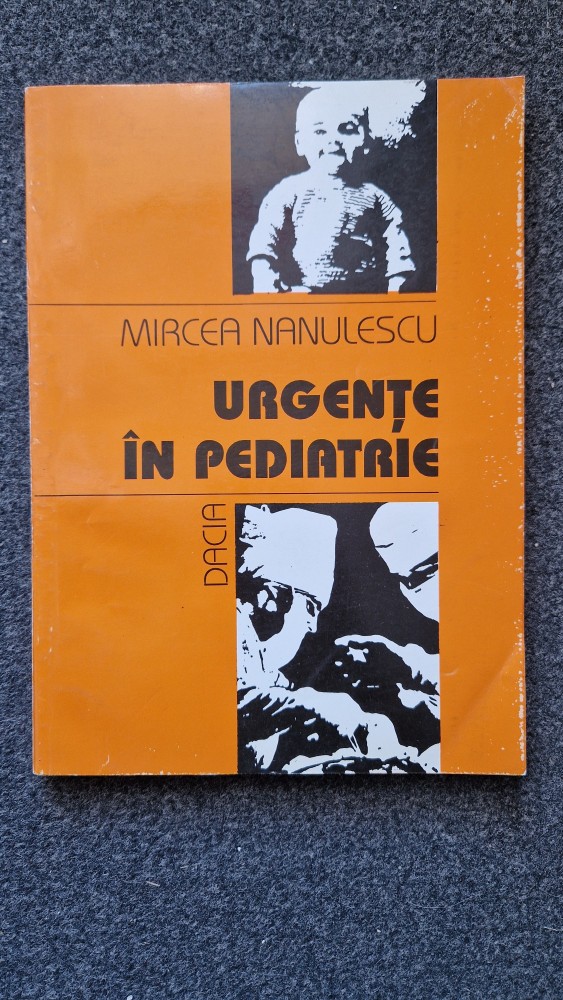 MIRCEA NANULESCU
URGENȚE
ÎN PEDIATRIE
DACIA